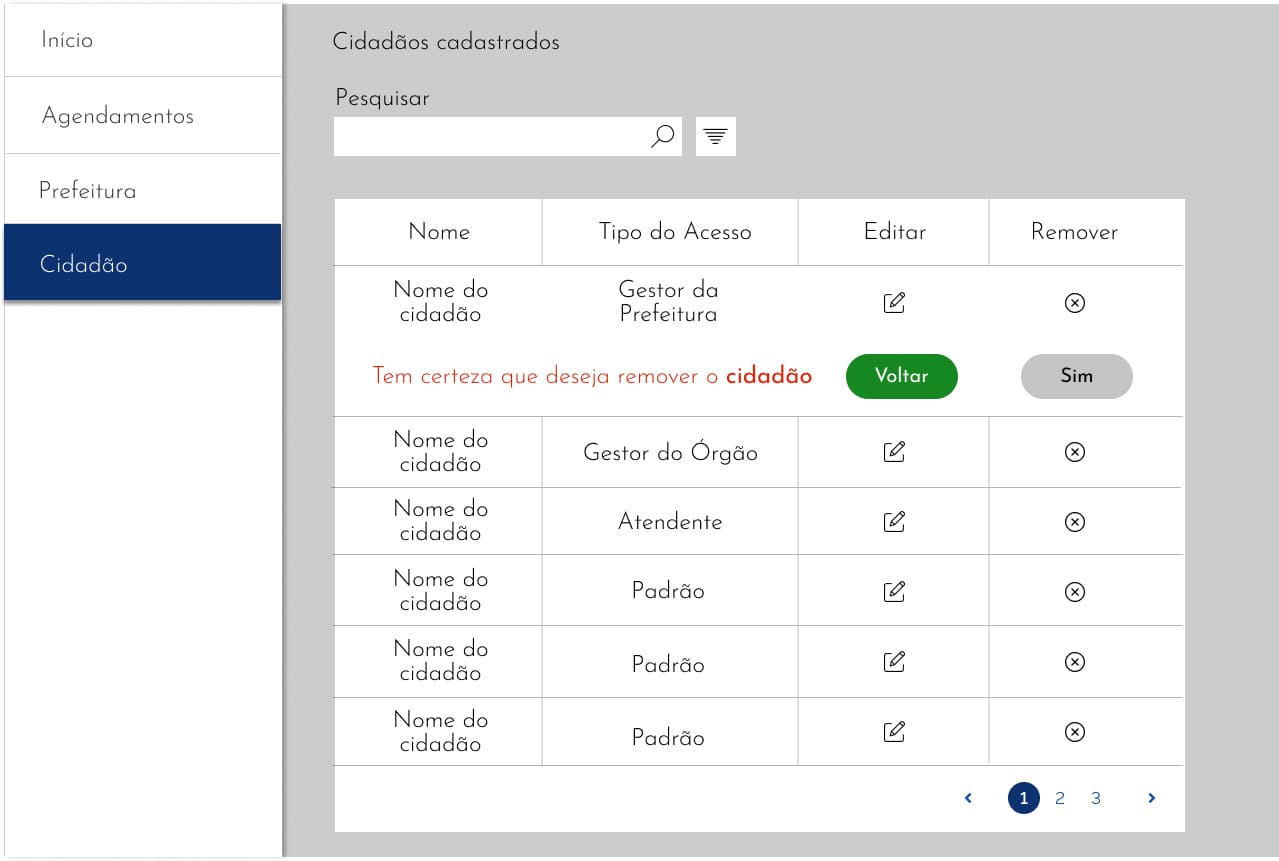 Início
Agendamentos
Prefeitura
Cidadão
Cidadãos cadastrados
Pesquisar
Nome Tipo do Acesso Editar Remover
Nome do
cidadão
Gestor da
Prefeitura
Tem certeza que deseja remover o cidadão Voltar Sim
Nome do
cidadão
Gestor do Órgão
Nome do
cidadão
Atendente
Nome do
cidadão
Padrão
Nome do
cidadão
Padrão
Nome do
cidadão
Padrão
1 2 3